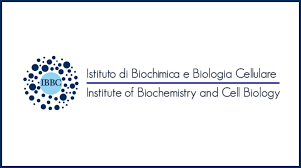 IBBC
Istituto di Biochimica e Biologia Cellulare
Institute of Biochemistry and Cell Biology